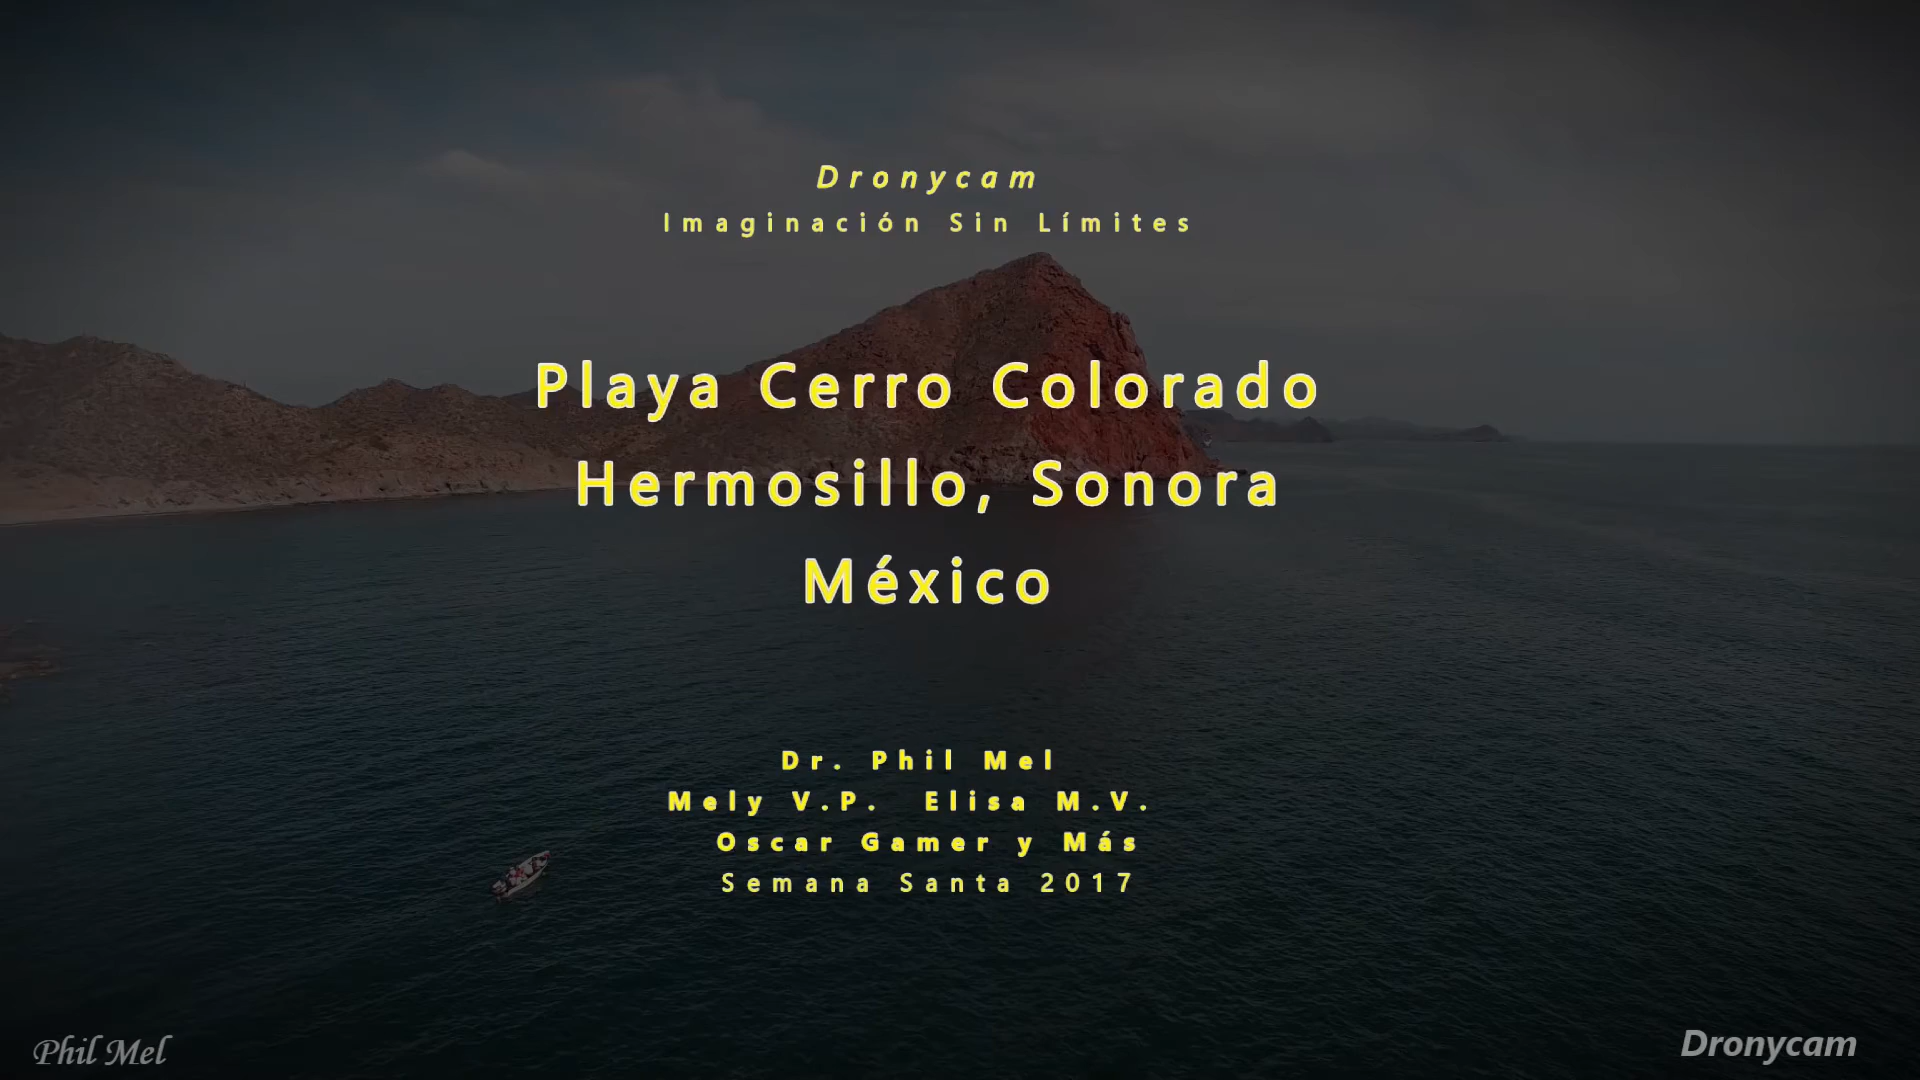 Dronycam
Imaginación Sin Límites
Playa Cerro Colorado
Hermosillo, Sonora
México
Dr. Phil Mel
Mely V.P. Elisa M.V.
Oscar Gamer y Más
Semana Santa 2017
Phil Mel
Dronycam